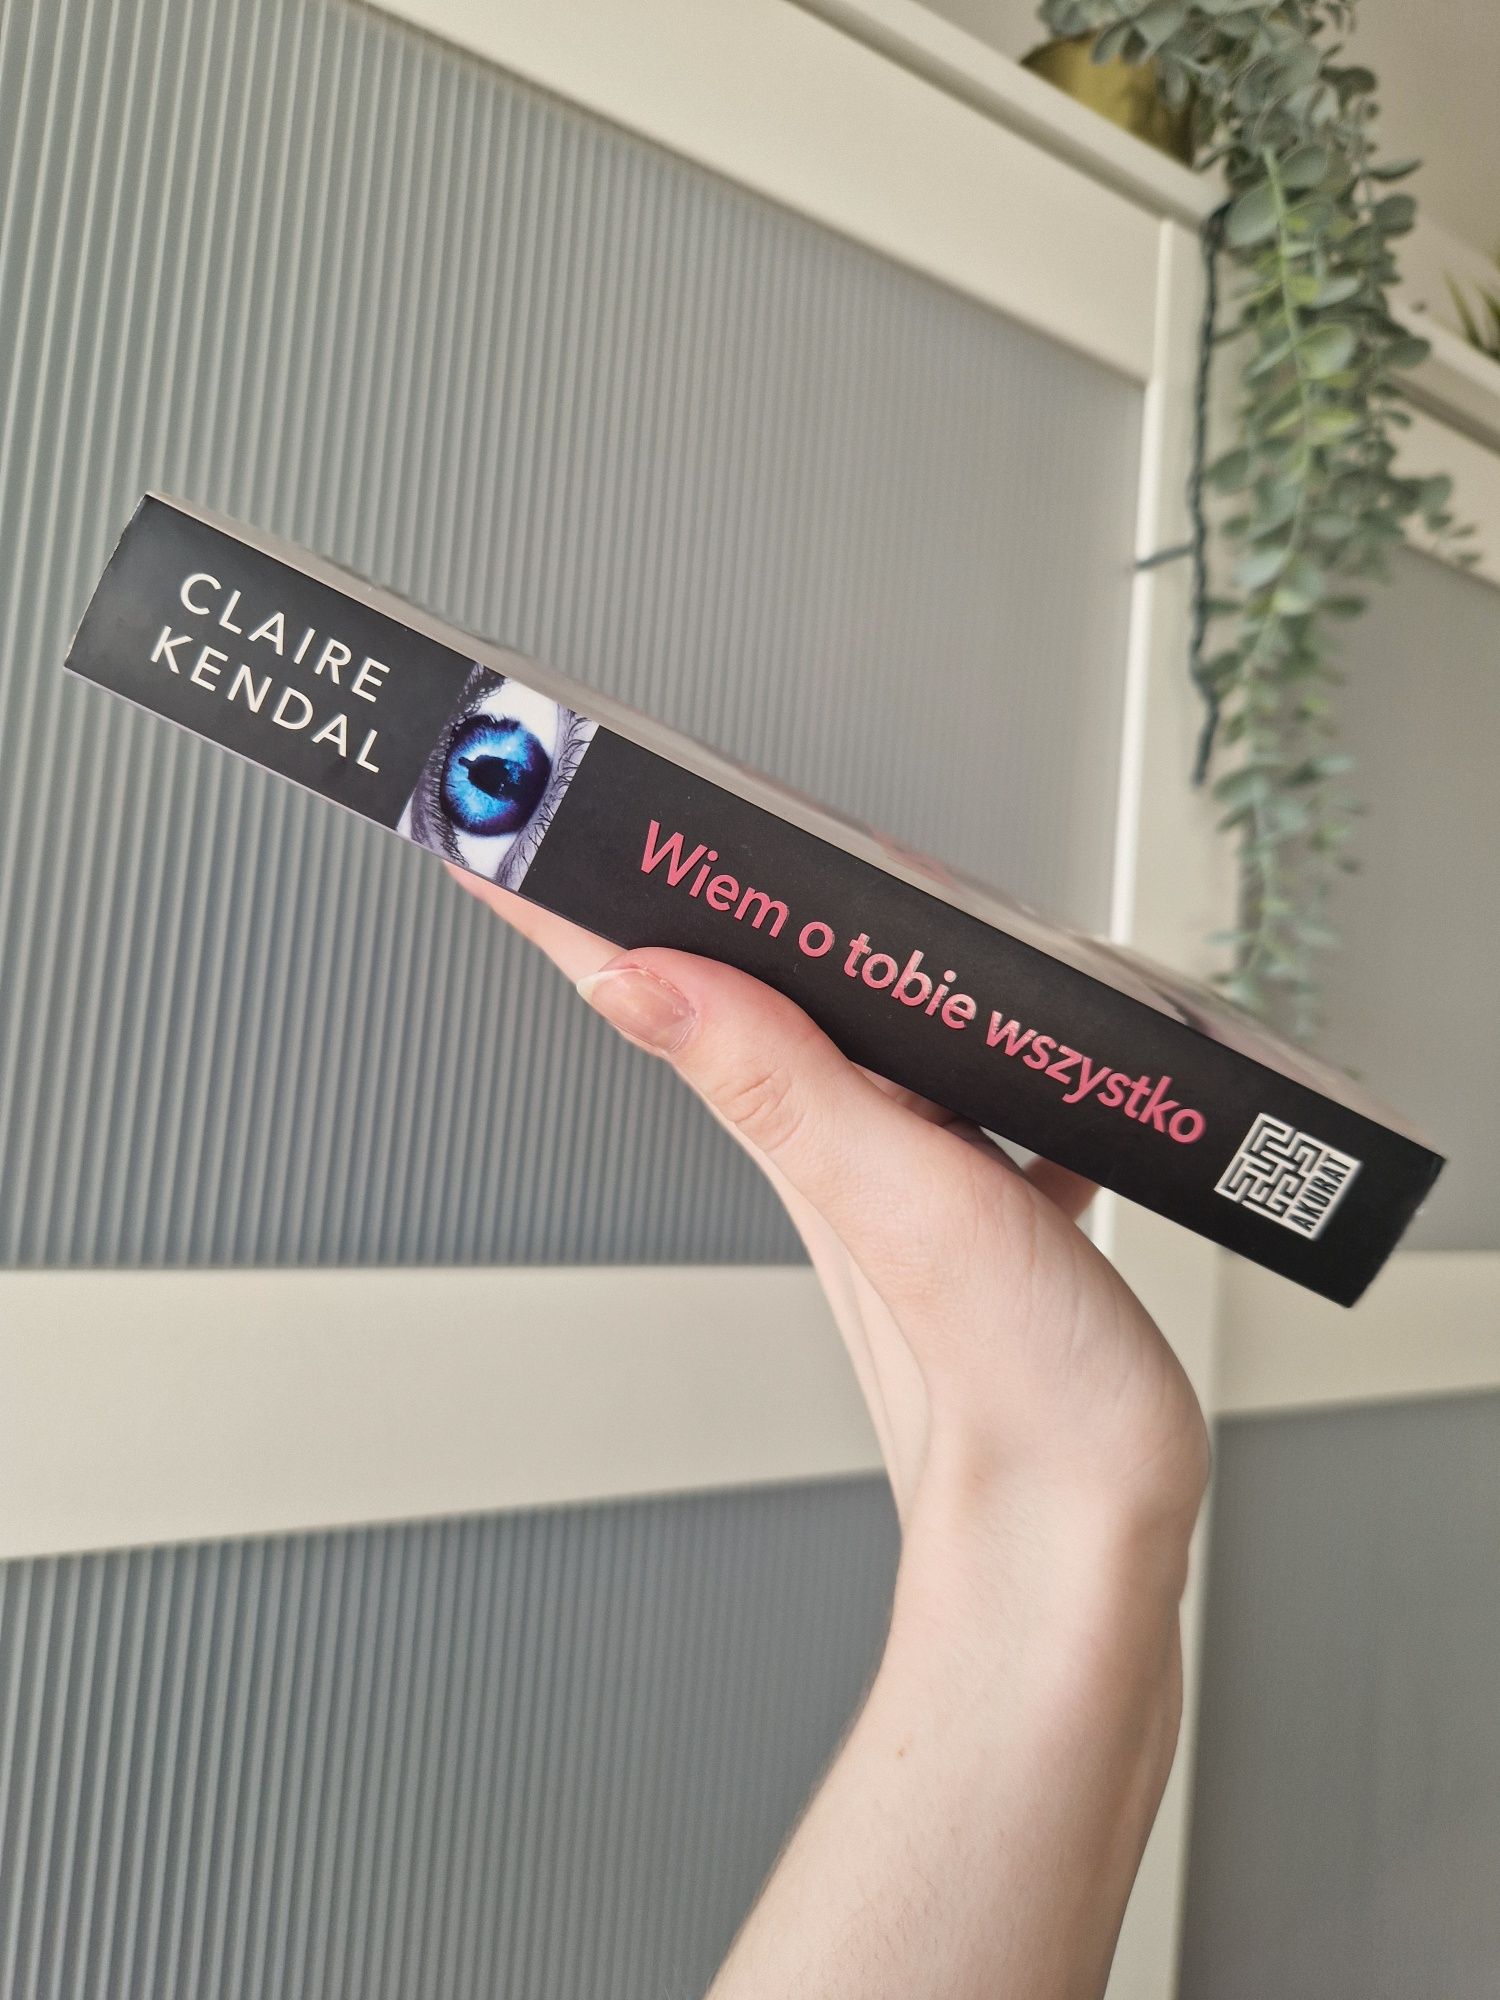 CLAIRE
KENDAL
Wiem o tobie wszystko
AKURAT